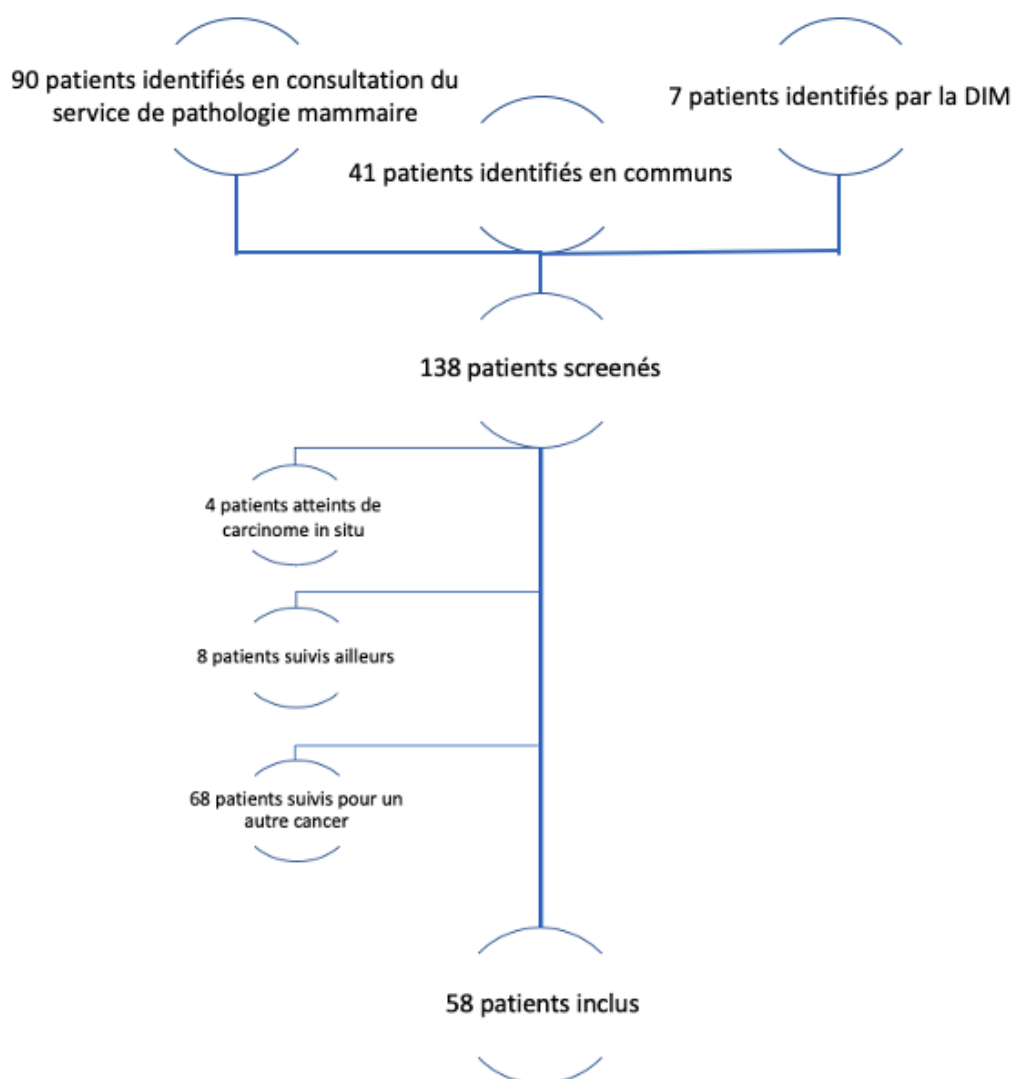 90 patients identifiés en consultation du
service de pathologie mammaire
7 patients identifiés par la DIM
41 patients identifiés en communs
138 patients screenés
4 patients atteints de
carcinome in situ
8 patients suivis ailleurs
68 patients suivis pour un
autre cancer
58 patients inclus